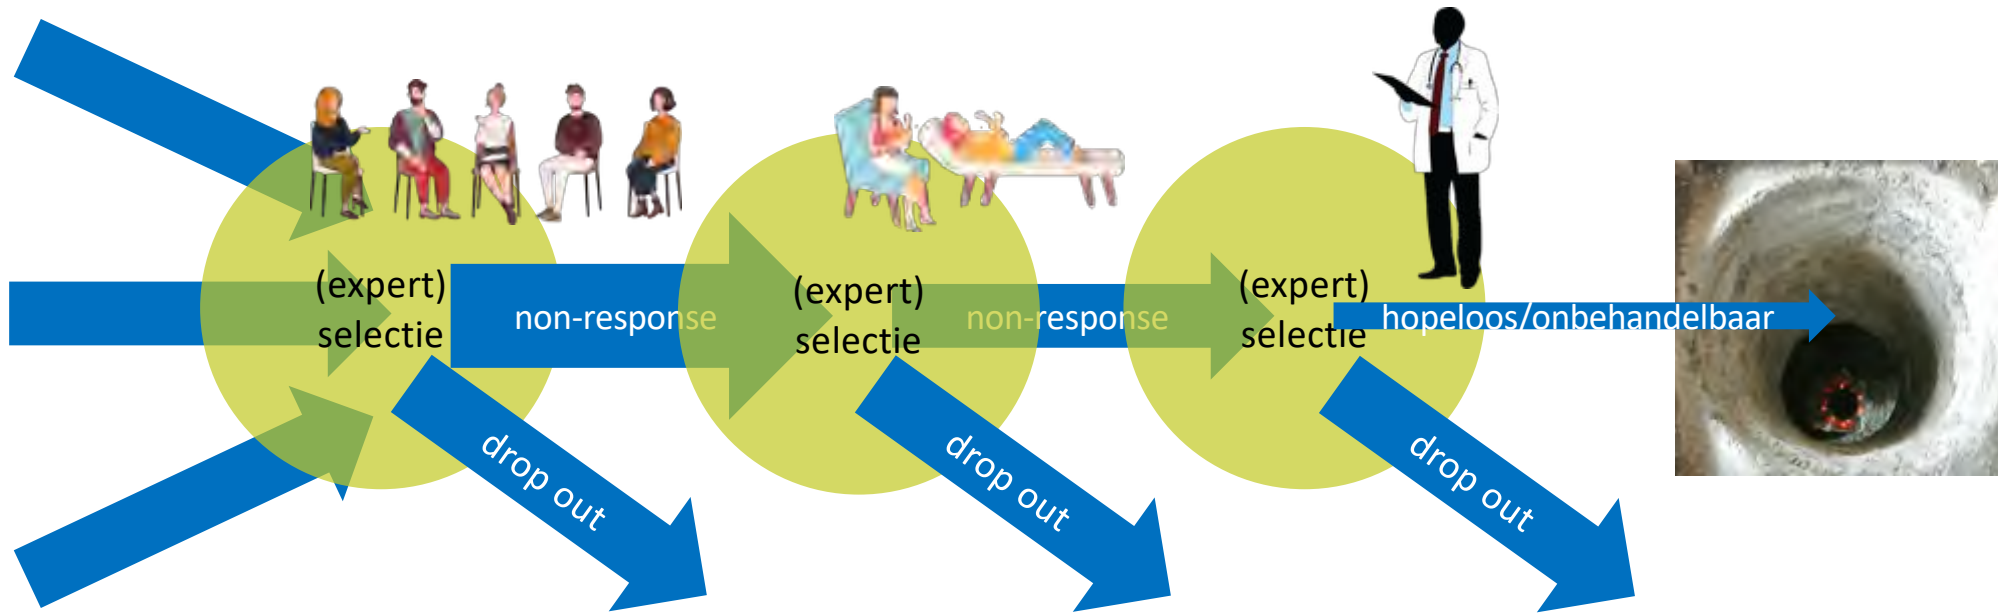 (expert)
selectie
non-response
drop out
(expert)
selectie
non-response
drop out
(expert)
selectie
hopeloos/onbehandelbaar
drop out